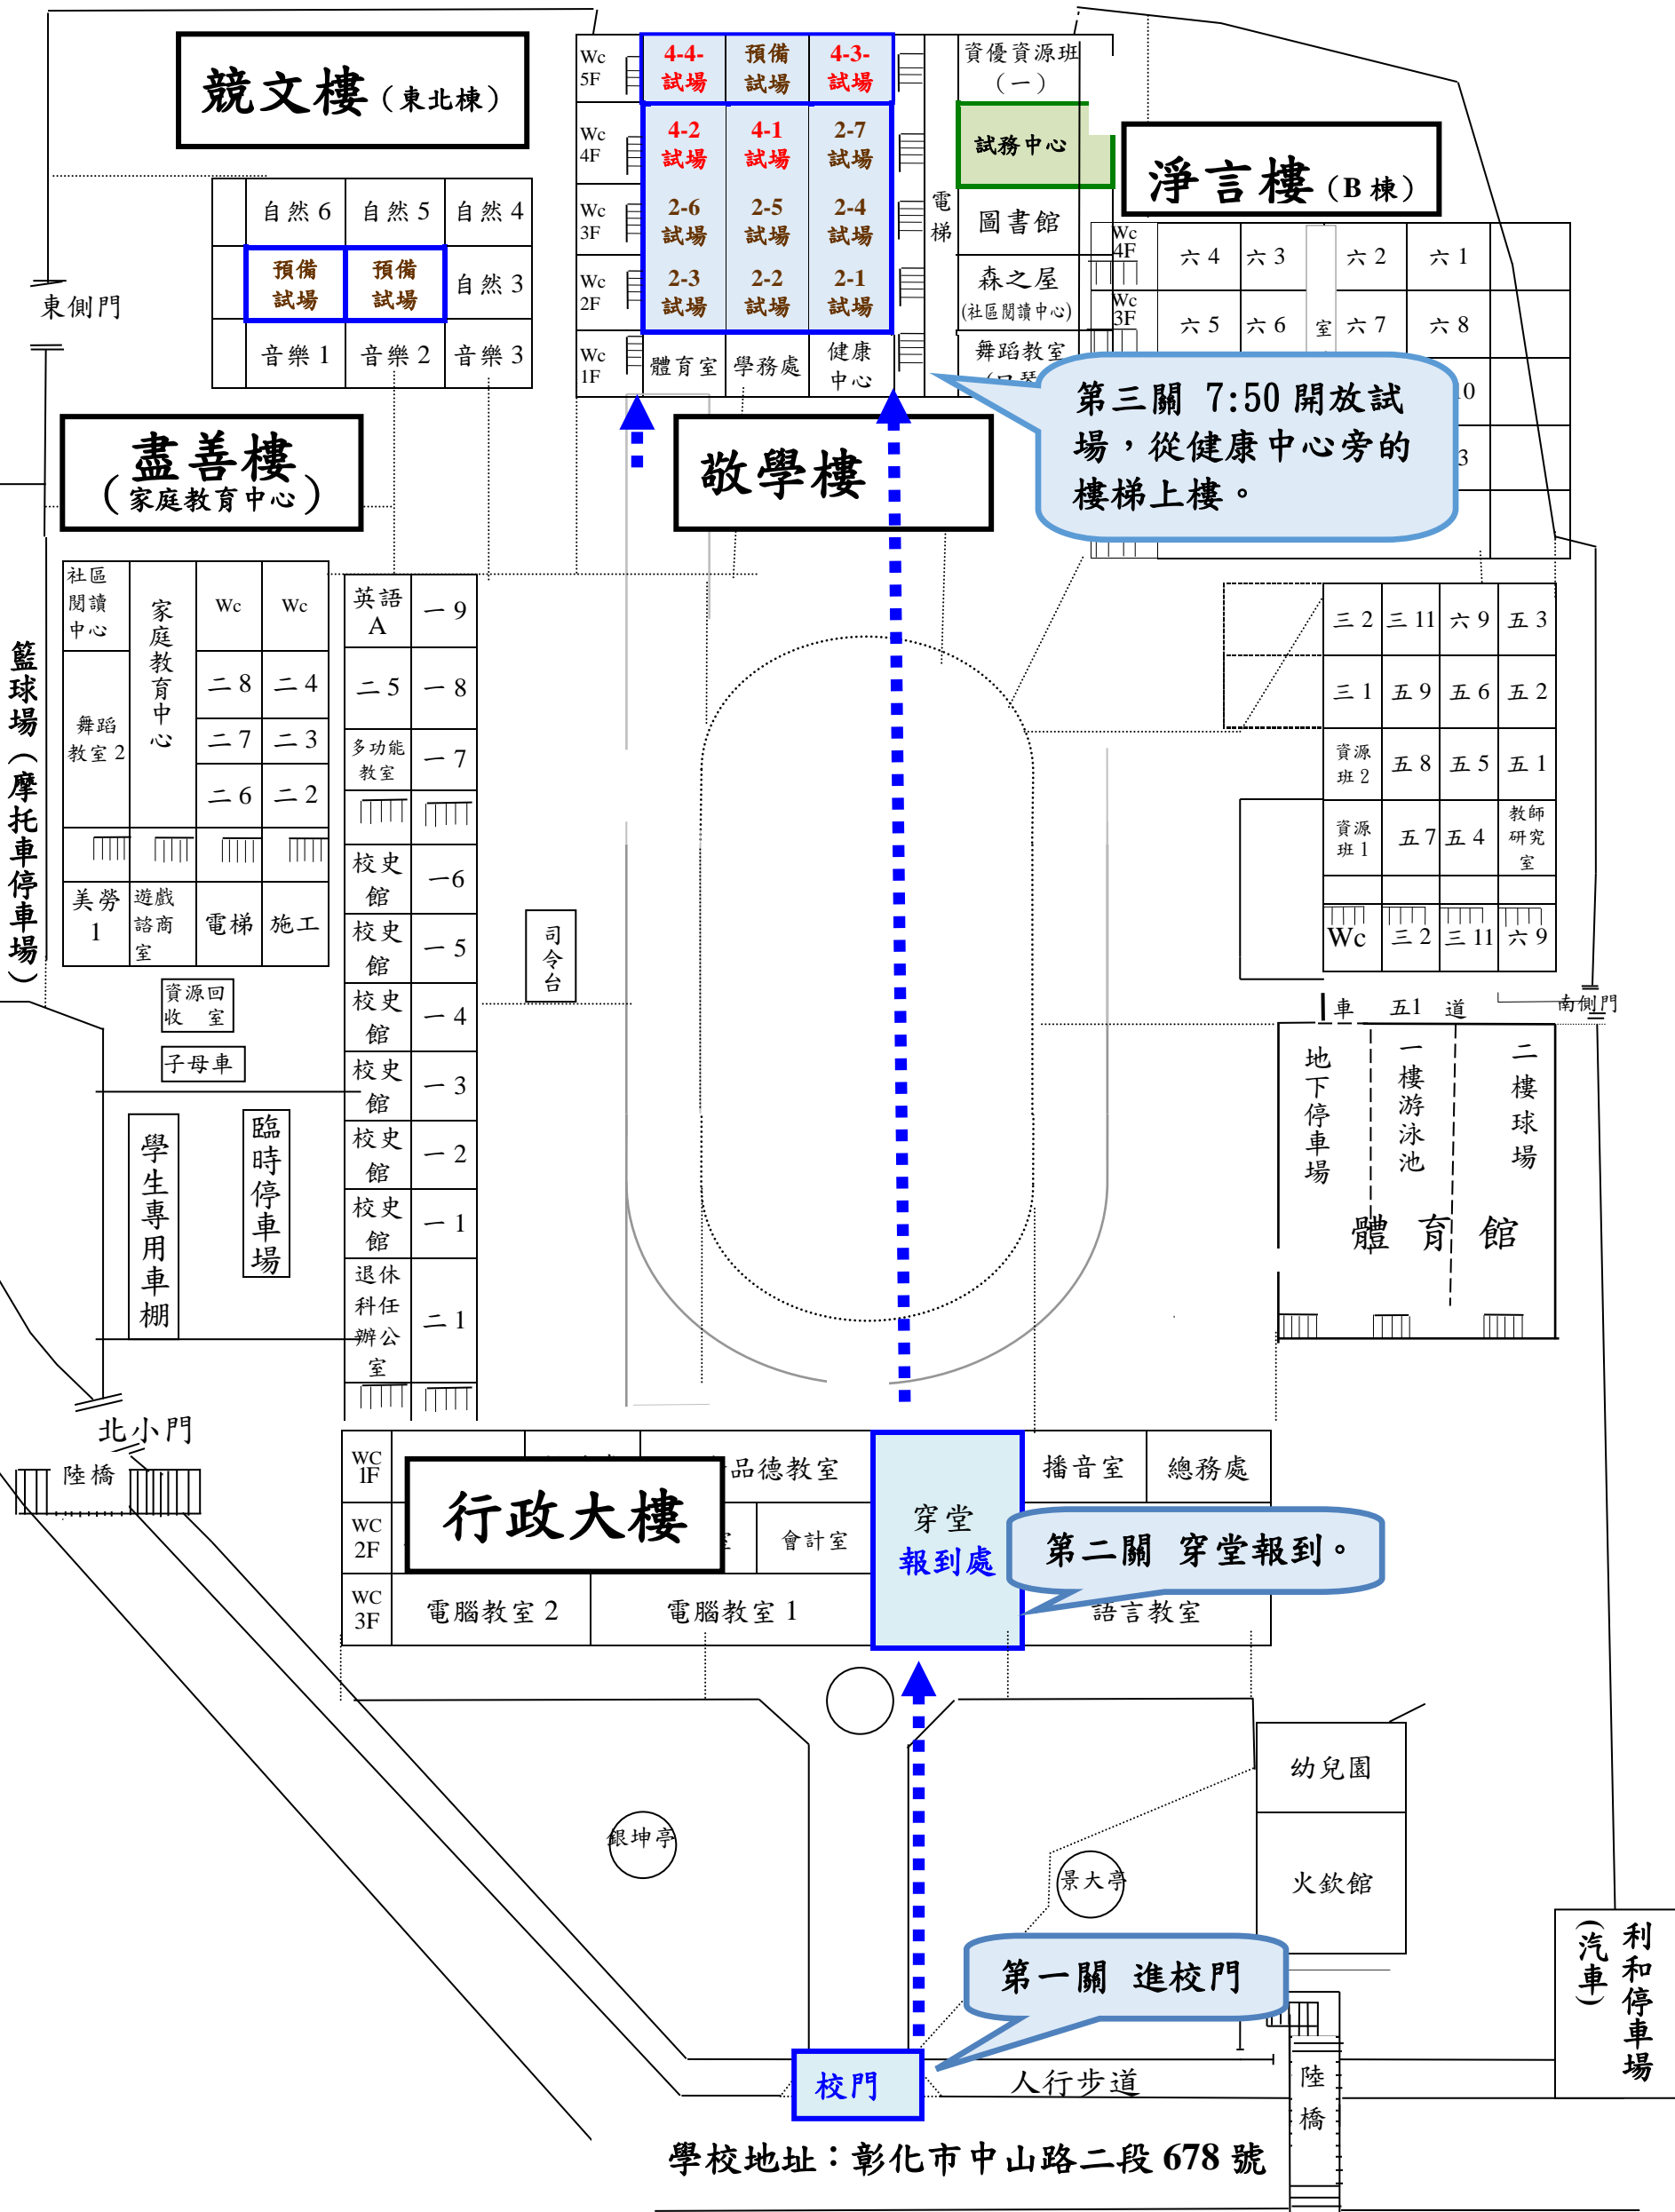 競文樓（東北棟）
Wc
5F
4-4-
試場
預備
試場
4-3-
試場
資優資源班
（一）
Wc
4F
4-2
試場
4-1
試場
2-7
試場
試務中心
淨言樓（B 棟）
Wc
3F
2-6
試場
2-5
試場
2-4
試場
電梯
圖書館
Wc
2F
2-3
試場
2-2
試場
2-1
試場
森之屋
(社區閱讀中心)
Wc
1F
體育室
學務處
健康
中心
舞蹈教室
自然 6
自然 5
自然 4
預備
試場
預備
試場
自然 3
音樂 1
音樂 2
音樂 3
東側門
Wc
4F
六 4
六 3
六 2
六 1
Wc
3F
六 5
六 6
室
六 7
六 8
0
3
第三關 7:50 開放試
場，從健康中心旁的
樓梯上樓。
盡善樓
（家庭教育中心）
敬學樓
社區
閱讀
中心
家庭教育中心
Wc
Wc
舞蹈
教室 2
二 8
二 4
二 7
二 3
二 6
二 2
美勞
1
遊戲
諮商
室
電梯
施工
籃球場（摩托車停車場）
英語
A
一 9
二 5
一 8
多功能
教室
一 7
校史
館
一6
校史
館
一 5
校史
館
一 4
校史
館
一 3
校史
館
一 2
校史
館
一 1
退休
科任
辦公
室
二 1
司令台
資源回
收 室
子母車
學生專用車棚
臨時停車場
三 2
三 11
六 9
五 3
三 1
五 9
五 6
五 2
資源
班 2
五 8
五 5
五 1
資源
班 1
五 7
五 4
教師
研究
室
Wc
三 2
三 11
六 9
車 五1 道
南側門
地下停車場
一樓游泳池
二樓球場
體 育 館
北小門
陸橋
WC
1F
品德教室
播音室
總務處
行政大樓
WC
2F
會計室
穿堂
報到處
第二關 穿堂報到。
WC
3F
電腦教室 2
電腦教室 1
語言教室
銀坤亭
景大亭
幼兒園
火欽館
第一關 進校門
利和停車場
(汽車)
校門
人行步道
陸橋
學校地址：彰化市中山路二段 678 號